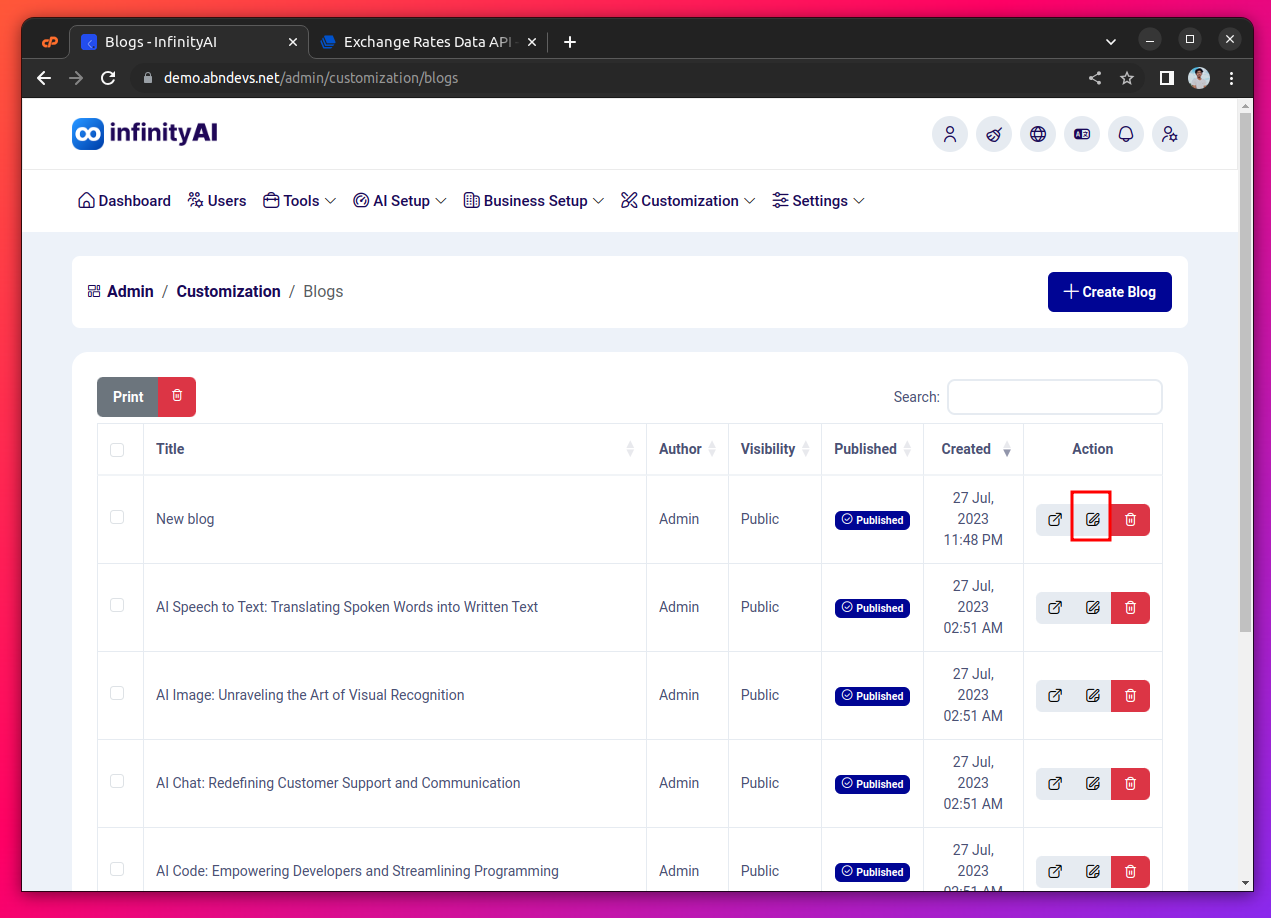 cP Blogs - InfinityAI Exchange Rates Data API -
demo.abndevs.net/admin/customization/blogs
infinityAI
Dashboard Users Tools AI Setup Business Setup Customization Settings
Admin / Customization / Blogs Create Blog
Print Search:
Title Author Visibility Published Created Action
27 Jul,
New blog Admin Public Published 2023
11:48 PM
27 Jul,
AI Speech to Text: Translating Spoken Words into Written Text Admin Public Published 2023
02:51 AM
27 Jul,
AI Image: Unraveling the Art of Visual Recognition Admin Public Published 2023
02:51 AM
27 Jul,
AI Chat: Redefining Customer Support and Communication Admin Public Published 2023
02:51 AM
27 Jul,
AI Code: Empowering Developers and Streamlining Programming Admin Public Published 2023
02:51 AM